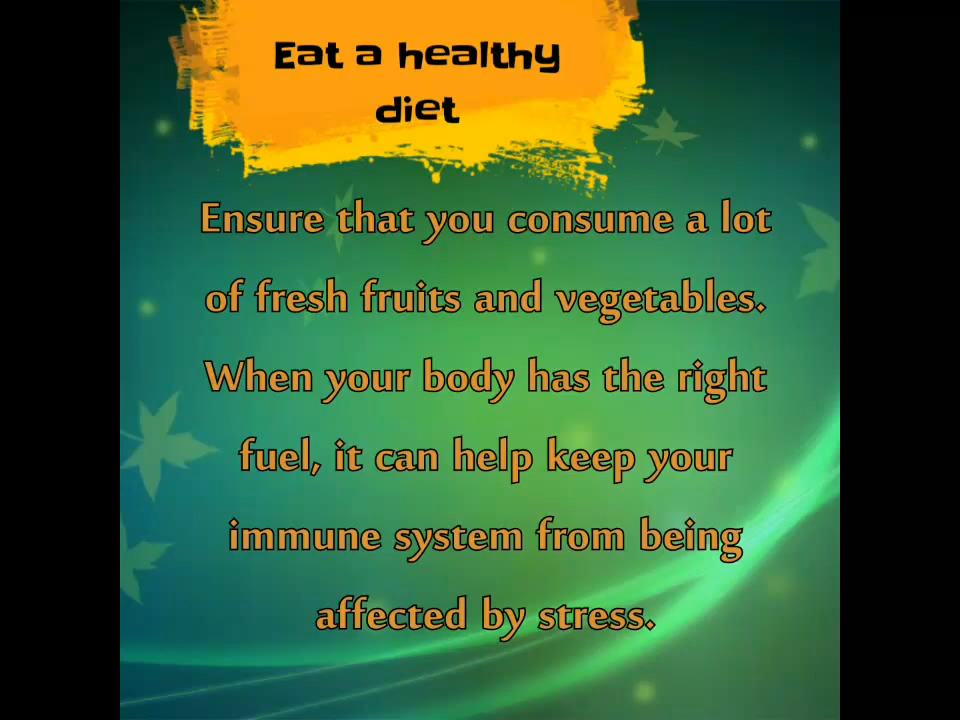 Eat a healthy
diet
Ensure that you consume a lot
of fresh fruits and vegetables.
When your body has the right
fuel, it can help keep your
immune system from being
affected by stress.